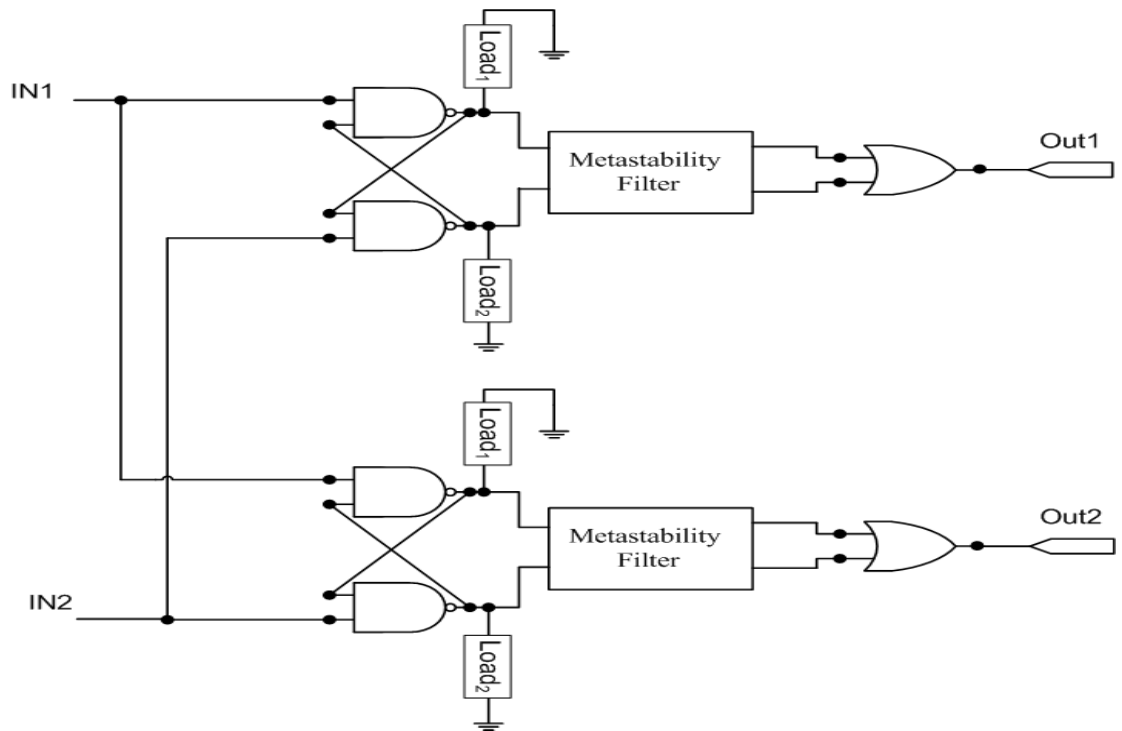 IN1
Load1
Metastability
Filter
Out1
Load2
Load1
Metastability
Filter
Out2
IN2
Load2